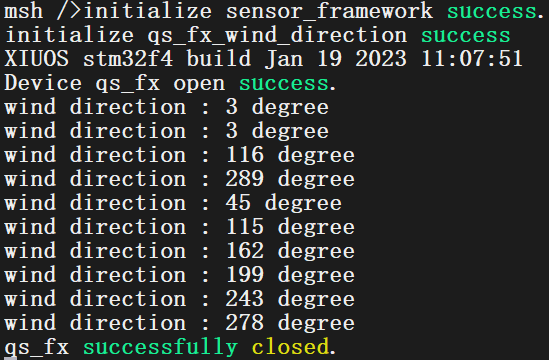 msh />initialize sensor_framework success.
initialize qs_fx_wind_direction success
XIUOS stm32f4 build Jan 19 2023 11:07:51
Device qs_fx open success.
wind direction : 3 degree
wind direction : 3 degree
wind direction : 116 degree
wind direction : 289 degree
wind direction : 45 degree
wind direction : 115 degree
wind direction : 162 degree
wind direction : 199 degree
wind direction : 243 degree
wind direction : 278 degree
qs_fx successfully closed.